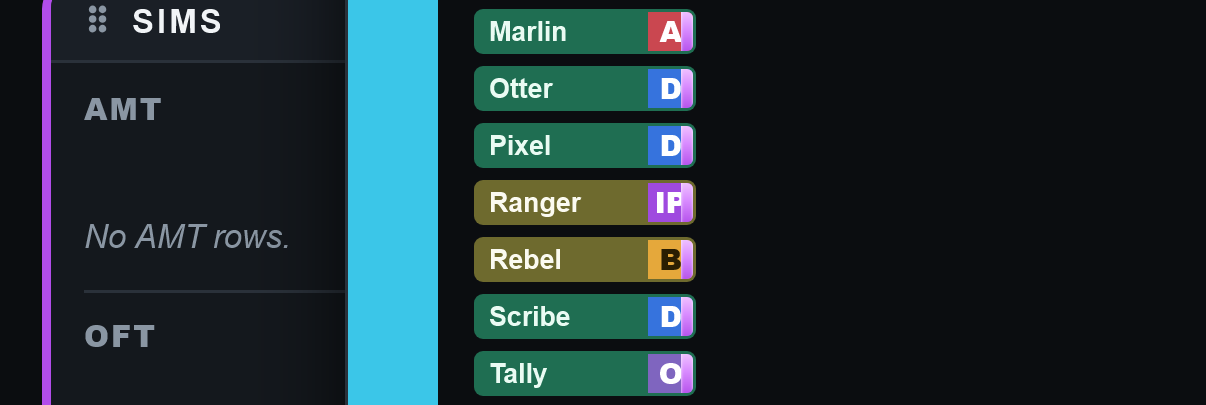 SIMS
AMT
No AMT rows.
OFT
Marlin A
Otter D
Pixel D
Ranger IP
Rebel B
Scribe D
Tally O